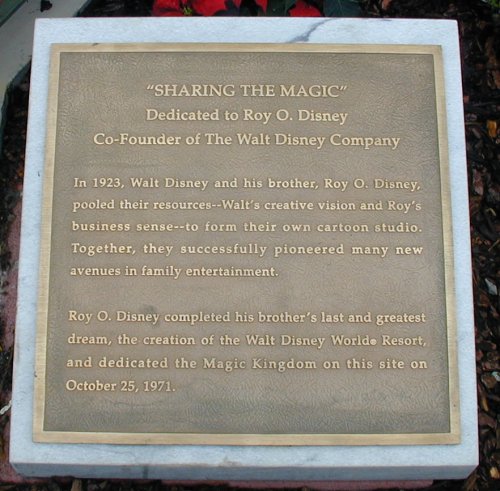 “SHARING THE MAGIC”
Dedicated to Roy O. Disney
Co-Founder of The Walt Disney Company
In 1923, Walt Disney and his brother, Roy O. Disney,
pooled their resources--Walt's creative vision and Roy's
business sense--to form their own cartoon studio.
Together, they successfully pioneered many new
avenues in family entertainment.
Roy O. Disney completed his brother's last and greatest
dream, the creation of the Walt Disney World® Resort,
and dedicated the Magic Kingdom on this site on
October 25, 1971.